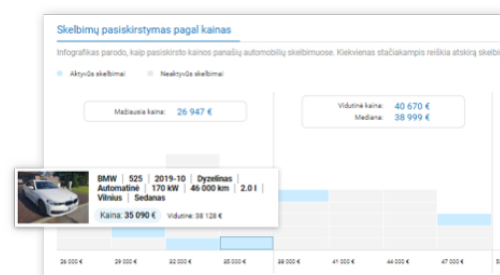 Skelbimų pasiskirstymas pagal kainas
Infografikas parodo, kaip pasiskirsto kainos panašių automobilių skelbimuose. Kiekvienas stačiakampis reiškia atskirą skelbi
Aktyvūs skelbimai Neaktyvūs skelbimai
Mažiausia kaina: 26 947 €
Vidutinė kaina: 40 670 €
Mediana: 38 999 €
BMW | 525 | 2019-10 | Dyzelinas |
Automatinė | 170 kW | 46 000 km | 2.0 l |
Vilnius | Sedanas
Kaina: 35 090 € Vidutinė: 38 128 €
26 000 € 29 000 € 32 000 € 35 000 € 38 000 € 41 000 € 44 000 € 47 000 €